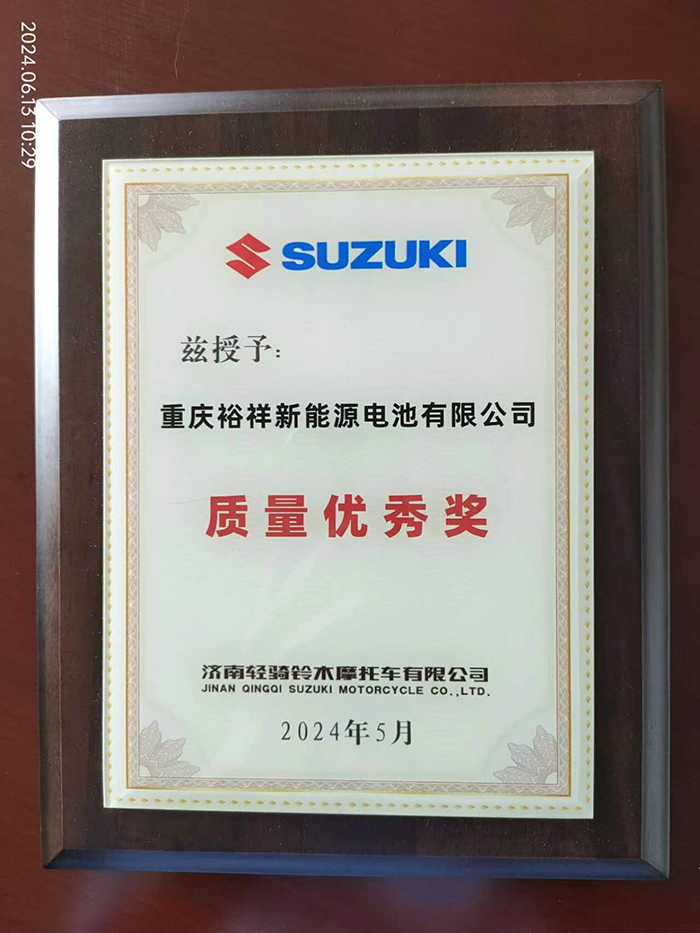 2024.06.13 10:29
SUZUKI
兹授予：
重庆裕祥新能源电池有限公司
质量优秀奖
济南轻骑铃木摩托车有限公司
JINAN QINGQI SUZUKI MOTORCYCLE CO.,LTD.
2024年5月